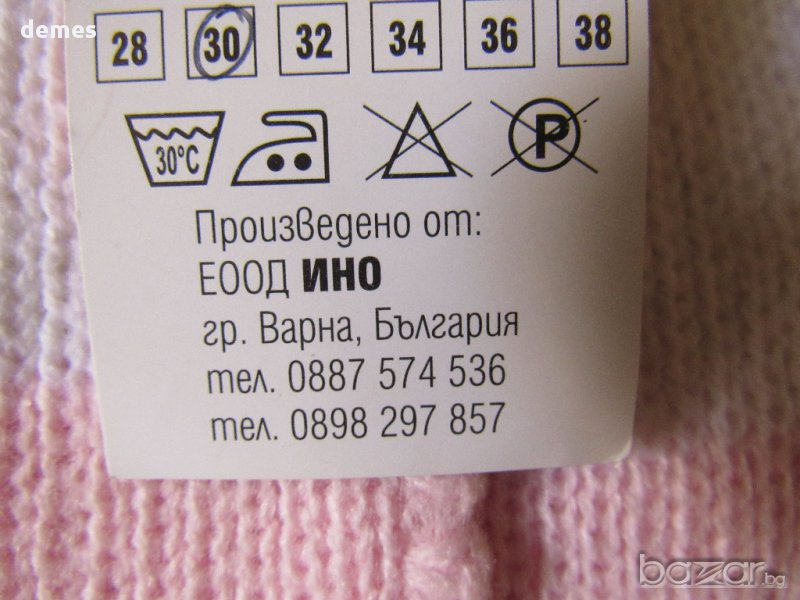 demes
28 30 32 34 36 38
30°C P
Произведено от:
ЕООД ИНО
гр. Варна, България
тел. 0887 574 536
тел. 0898 297 857
bazar.bg